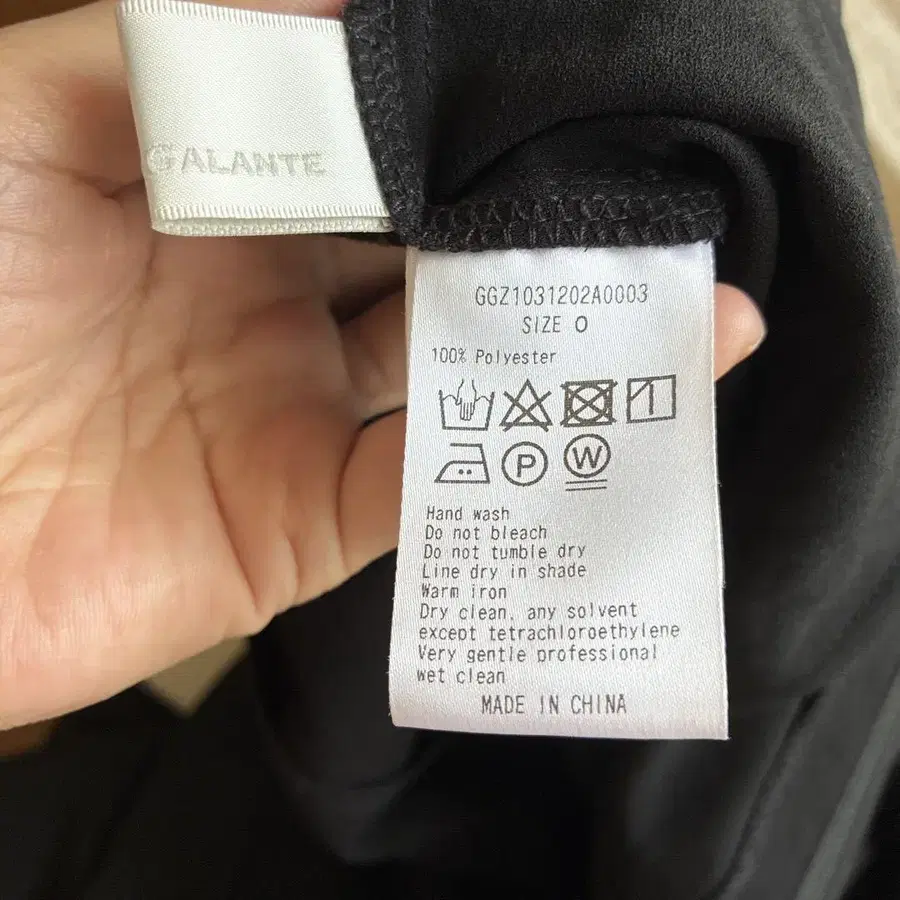 GALANTE
GGZ1031202A0003
SIZE O
100% Polyester
P W
Hand wash
Do not bleach
Do not tumble dry
Line dry in shade
Warm iron
Dry clean, any solvent
except tetrachloroethylene
Very gentle professional
wet clean
MADE IN CHINA